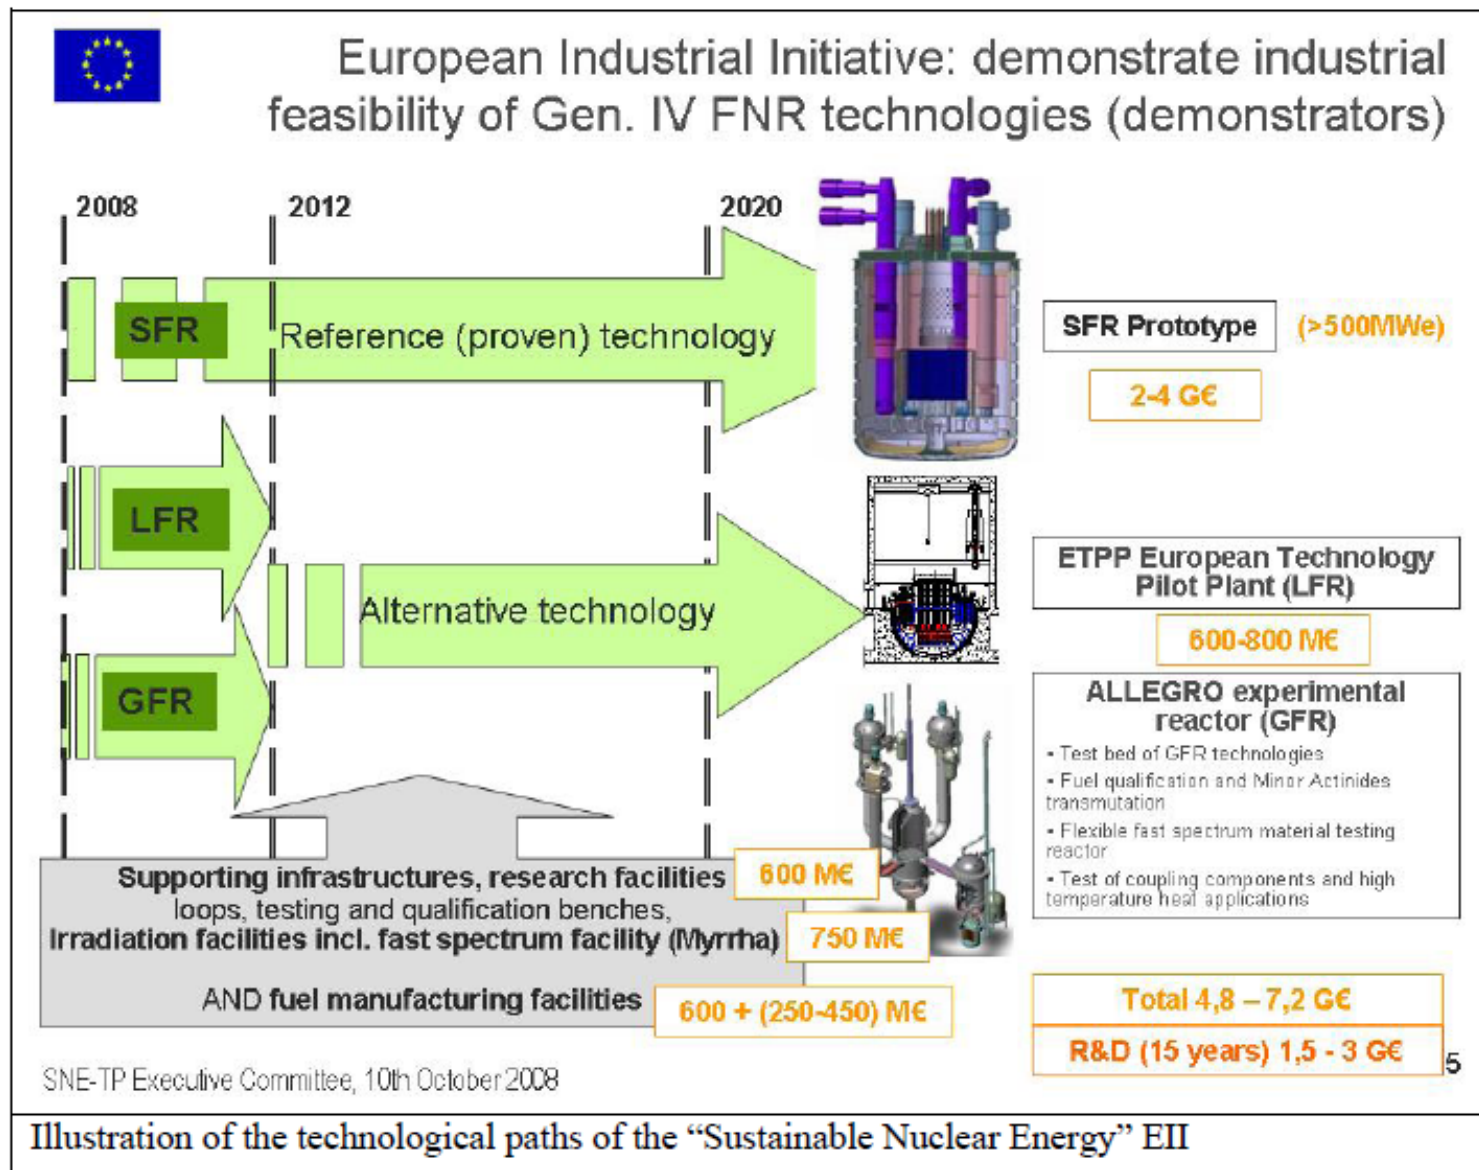 European Industrial Initiative: demonstrate industrial
feasibility of Gen. IV FNR technologies (demonstrators)
2008
2012
2020
SFR
Reference (proven) technology
SFR Prototype
(>500MWe)
2-4 G€
LFR
Alternative technology
ETPP European Technology
Pilot Plant (LFR)
600-800 M€
GFR
ALLEGRO experimental
reactor (GFR)
▪ Test bed of GFR technologies
▪ Fuel qualification and Minor Actinides
transmutation
▪ Flexible fast spectrum material testing
reactor
▪ Test of coupling components and high
temperature heat applications
Supporting infrastructures, research facilities
600 M€
loops, testing and qualification benches,
Irradiation facilities incl. fast spectrum facility (Myrrha)
750 M€
AND fuel manufacturing facilities
600 + (250-450) M€
Total 4,8 – 7,2 G€
R&D (15 years) 1,5 - 3 G€
5
SNE-TP Executive Committee, 10th October 2008
Illustration of the technological paths of the “Sustainable Nuclear Energy” EII